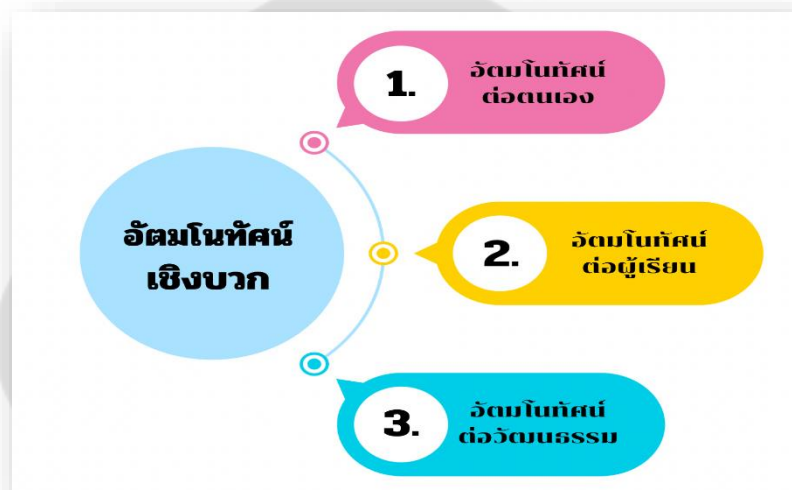 อัตมโนทัศน์
เชิงบวก
1.
อัตมโนทัศน์
ต่อตนเอง
2.
อัตมโนทัศน์
ต่อผู้เรียน
3.
อัตมโนทัศน์
ต่อวัฒนธรรม